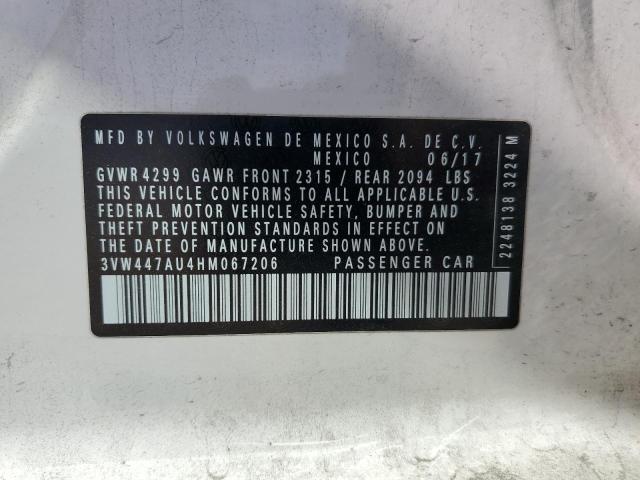 MFD BY VOLKSWAGEN DE MEXICO S.A. DE C.V.
MEXICO 06/17
GVWR 4299 GAWR FRONT 2315 / REAR 2094 LBS
THIS VEHICLE CONFORMS TO ALL APPLICABLE U.S.
FEDERAL MOTOR VEHICLE SAFETY, BUMPER AND
THEFT PREVENTION STANDARDS IN EFFECT ON
THE DATE OF MANUFACTURE SHOWN ABOVE.
3VW447AU4HM067206 PASSENGER CAR
2248138 3224 M